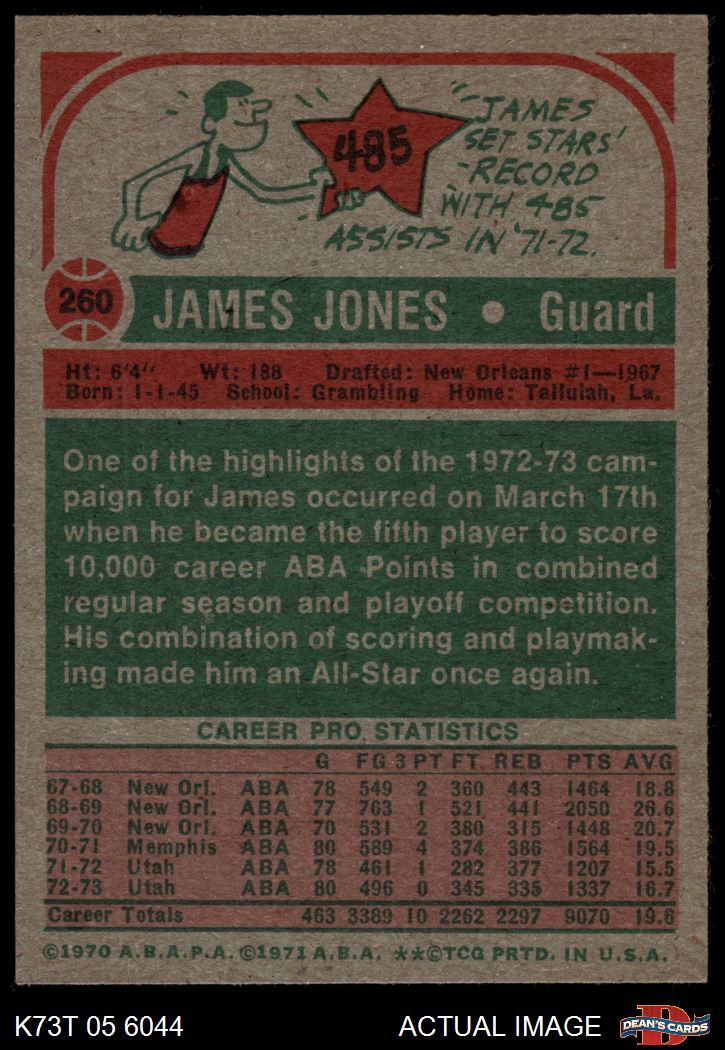 485
"JAMES
SET STARS'
RECORD
WITH 485
ASSISTS IN '71-72.
260
JAMES JONES • Guard
Ht: 6'4" Wt: 188 Drafted: New Orleans #1—1967
Born: 1-1-45 School: Grambling Home: Tallulah, La.
One of the highlights of the 1972-73 cam-
paign for James occurred on March 17th
when he became the fifth player to score
10,000 career ABA Points in combined
regular season and playoff competition.
His combination of scoring and playmak-
ing made him an All-Star once again.
CAREER PRO STATISTICS
G FG 3 PT FT. REB PTS AVG
67-68 New Orl. ABA 78 549 2 360 443 1464 18.8
68-69 New Orl. ABA 77 763 1 521 441 2050 26.6
69-70 New Orl. ABA 70 531 2 380 315 1448 20.7
70-71 Memphis ABA 80 589 4 374 386 1564 19.5
71-72 Utah ABA 78 461 1 282 377 1207 15.5
72-73 Utah ABA 80 496 0 345 335 1337 16.7
Career Totals 463 3389 10 2262 2297 9070 19.6
©1970 A.B.A.P.A. ©1971 A.B.A. **©TCG PRTD. IN U.S.A.
K73T 05 6044 ACTUAL IMAGE
D
DEAN'S CARDS